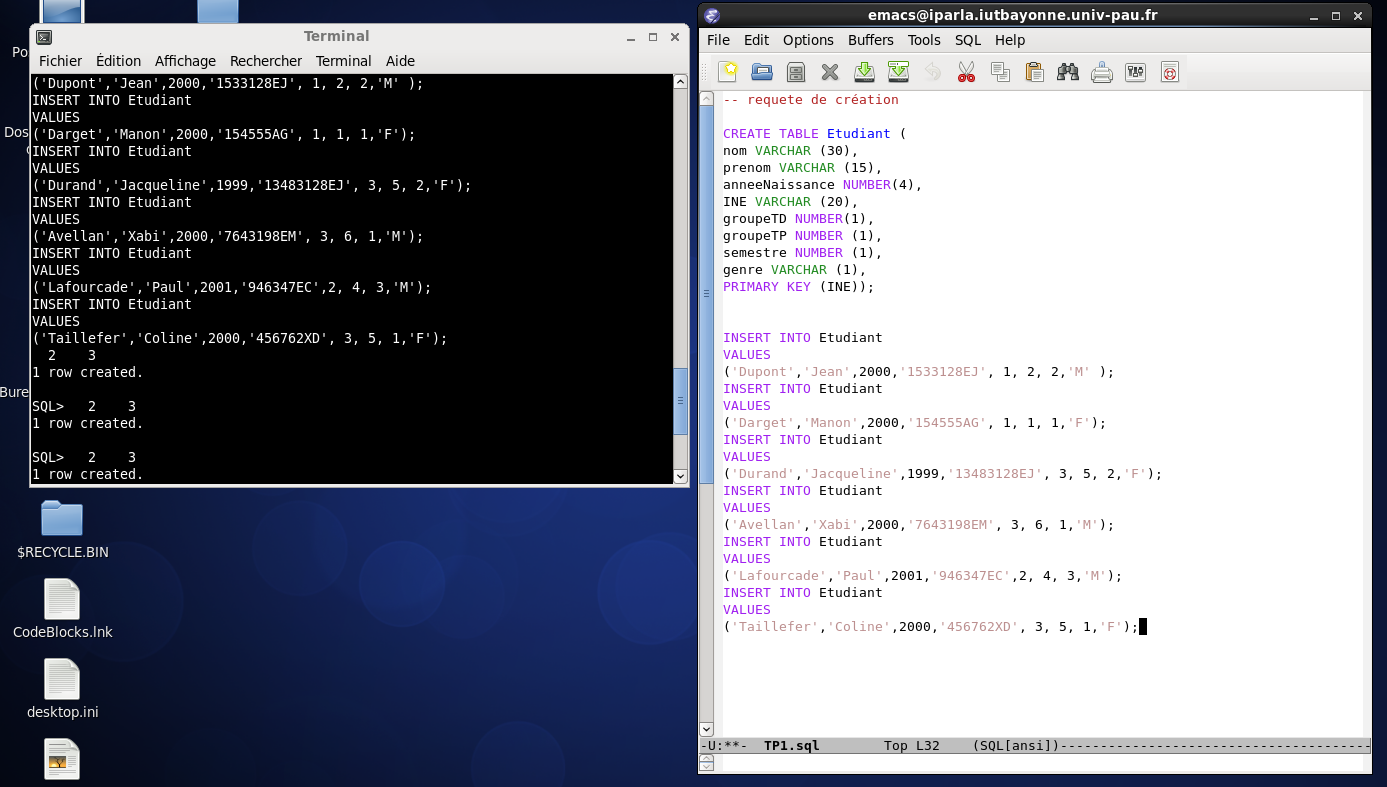 Terminal
Fichier Édition Affichage Rechercher Terminal Aide
('Dupont','Jean',2000,'1533128EJ', 1, 2, 2,'M' );
INSERT INTO Etudiant
VALUES
('Darget','Manon',2000,'154555AG', 1, 1, 1,'F');
INSERT INTO Etudiant
VALUES
('Durand','Jacqueline',1999,'13483128EJ', 3, 5, 2,'F');
INSERT INTO Etudiant
VALUES
('Avellan','Xabi',2000,'7643198EM', 3, 6, 1,'M');
INSERT INTO Etudiant
VALUES
('Lafourcade','Paul',2001,'946347EC',2, 4, 3,'M');
INSERT INTO Etudiant
VALUES
('Taillefer','Coline',2000,'456762XD', 3, 5, 1,'F');
2 3
1 row created.
SQL> 2 3
1 row created.
SQL> 2 3
1 row created.
Po
Dos
Bure
$RECYCLE.BIN
CodeBlocks.lnk
desktop.ini
emacs@iparla.iutbayonne.univ-pau.fr
File Edit Options Buffers Tools SQL Help
-- requete de création
CREATE TABLE Etudiant (
nom VARCHAR (30),
prenom VARCHAR (15),
anneeNaissance NUMBER(4),
INE VARCHAR (20),
groupeTD NUMBER(1),
groupeTP NUMBER (1),
semestre NUMBER (1),
genre VARCHAR (1),
PRIMARY KEY (INE));
INSERT INTO Etudiant
VALUES
('Dupont','Jean',2000,'1533128EJ', 1, 2, 2,'M' );
INSERT INTO Etudiant
VALUES
('Darget','Manon',2000,'154555AG', 1, 1, 1,'F');
INSERT INTO Etudiant
VALUES
('Durand','Jacqueline',1999,'13483128EJ', 3, 5, 2,'F');
INSERT INTO Etudiant
VALUES
('Avellan','Xabi',2000,'7643198EM', 3, 6, 1,'M');
INSERT INTO Etudiant
VALUES
('Lafourcade','Paul',2001,'946347EC',2, 4, 3,'M');
INSERT INTO Etudiant
VALUES
('Taillefer','Coline',2000,'456762XD', 3, 5, 1,'F');
-U:**- TP1.sql Top L32 (SQL[ansi])---------------------------------------